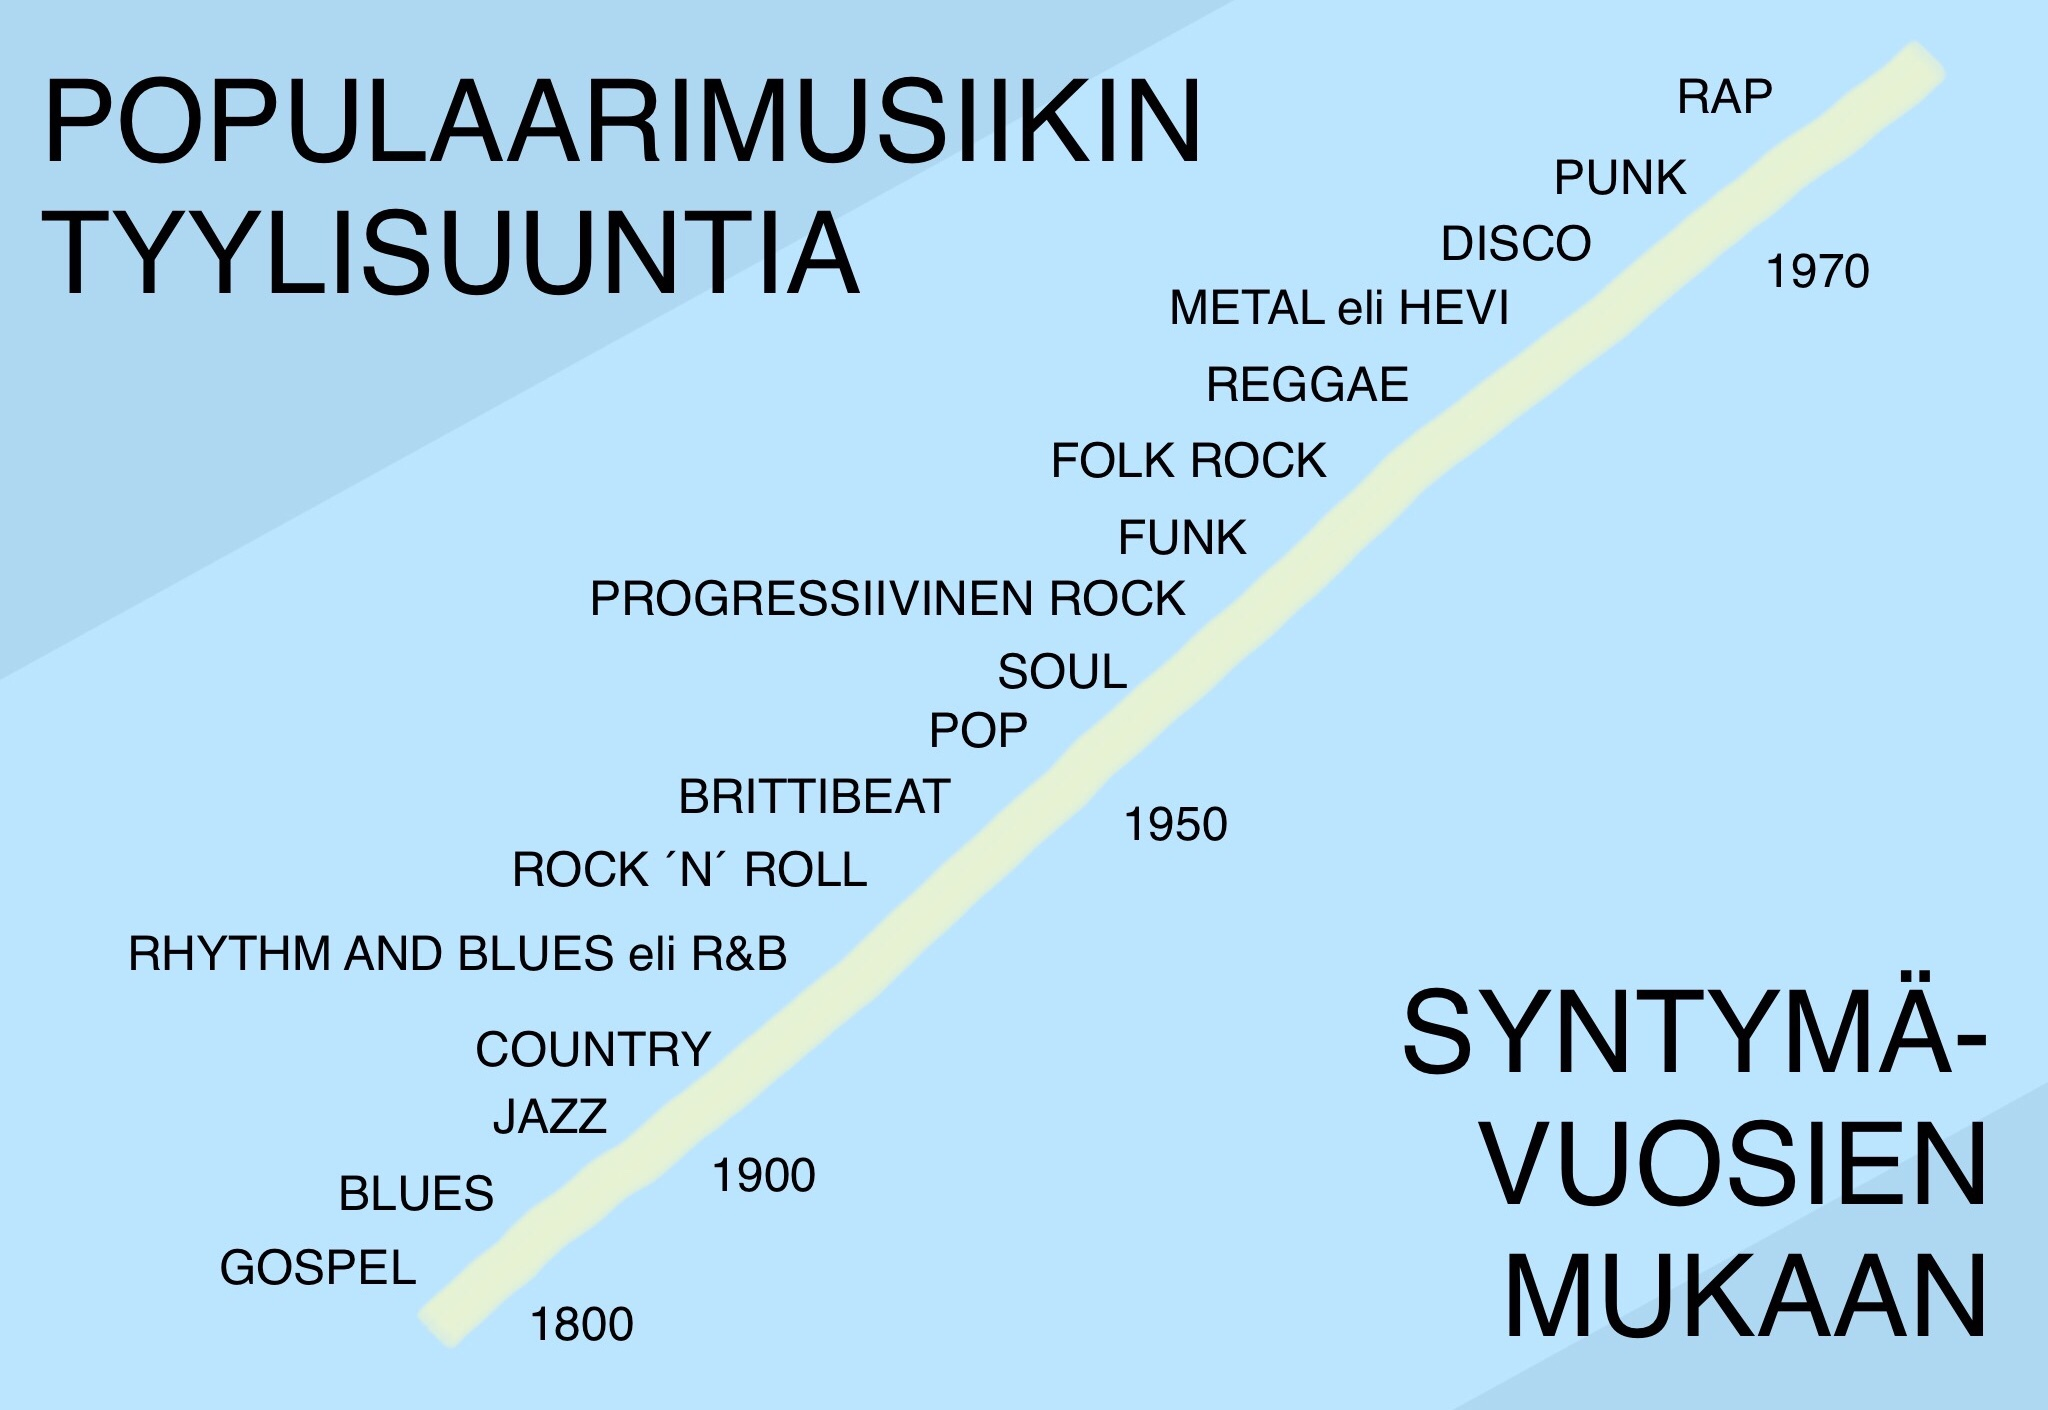 POPULAARIMUSIIKIN
TYYLISUUNTIA
RAP
PUNK
DISCO
1970
METAL eli HEVI
REGGAE
FOLK ROCK
FUNK
PROGRESSIIVINEN ROCK
SOUL
POP
BRITTIBEAT
1950
ROCK ´N´ ROLL
RHYTHM AND BLUES eli R&B
COUNTRY
JAZZ
1900
BLUES
GOSPEL
1800
SYNTYMÄ-
VUOSIEN
MUKAAN